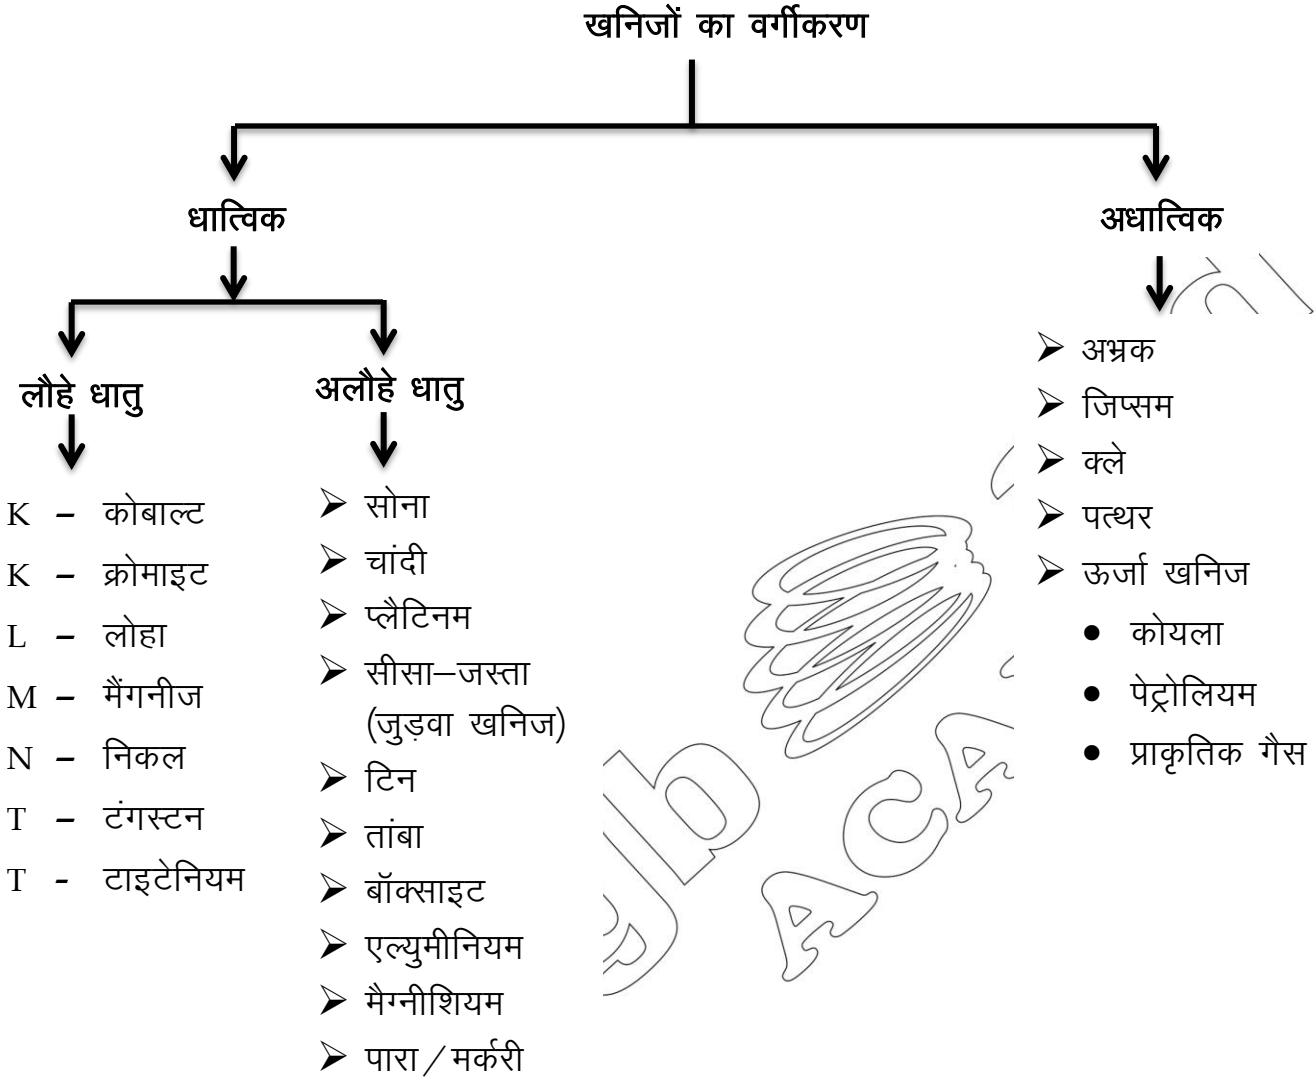 खनिजों का वर्गीकरण
धात्विक
अधात्विक
लौहे धातु
अलौहे धातु
K – कोबाल्ट
K – क्रोमाइट
L – लोहा
M – मैंगनीज
N – निकल
T – टंगस्टन
T - टाइटेनियम
➢ सोना
➢ चांदी
➢ प्लैटिनम
➢ सीसा–जस्ता
(जुड़वा खनिज)
➢ टिन
➢ तांबा
➢ बॉक्साइट
➢ एल्युमीनियम
➢ मैग्नीशियम
➢ पारा/मर्करी
➢ अभ्रक
➢ जिप्सम
➢ क्ले
➢ पत्थर
➢ ऊर्जा खनिज
• कोयला
• पेट्रोलियम
• प्राकृतिक गैस